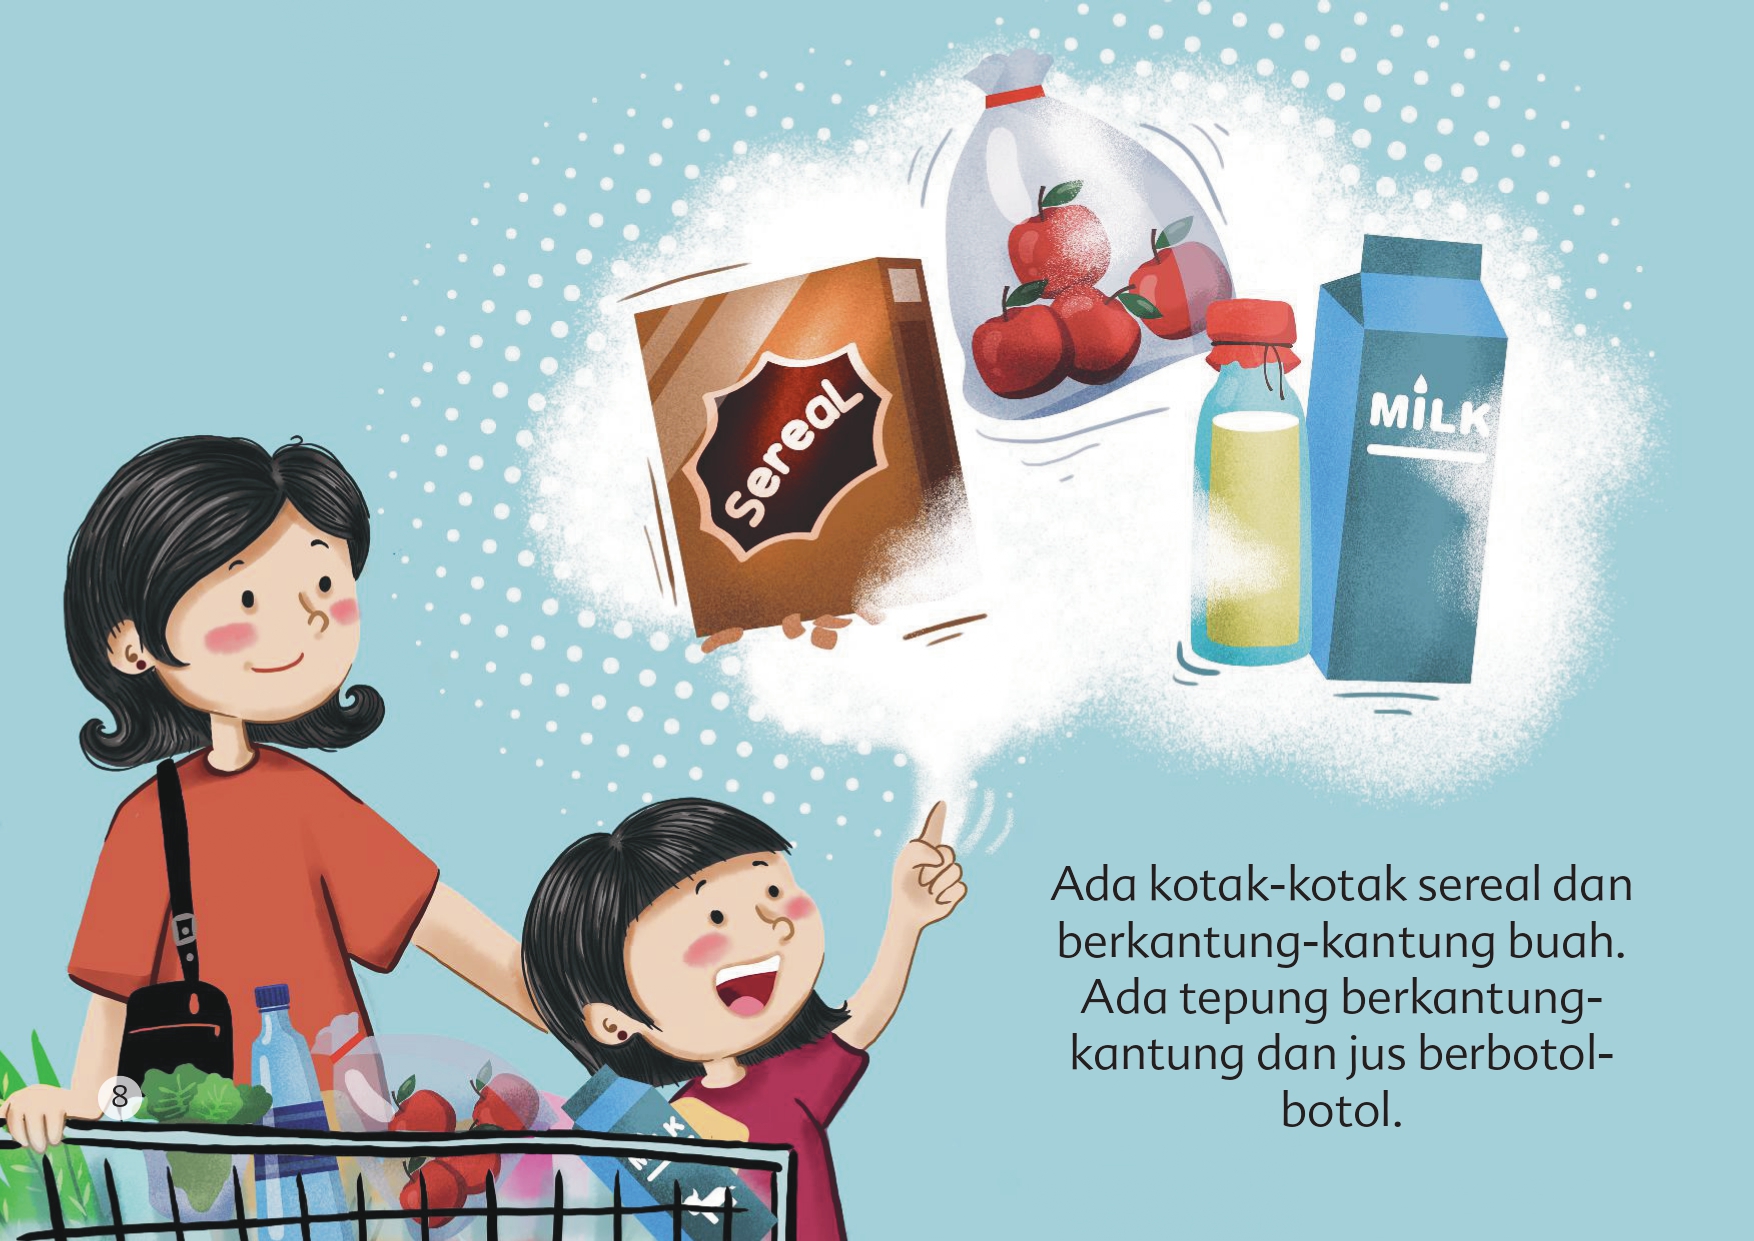 Sereal
MiLK
Ada kotak-kotak sereal dan
berkantung-kantung buah.
Ada tepung berkantung-
kantung dan jus berbotol-
botol.
8
MiLK